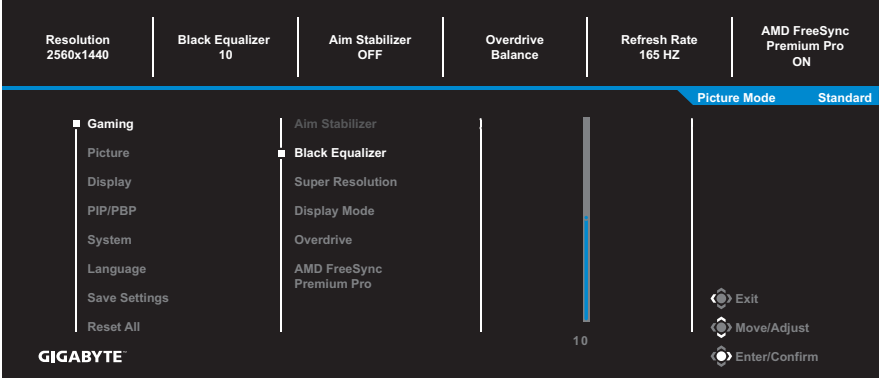 Resolution
2560x1440
Black Equalizer
10
Aim Stabilizer
OFF
Overdrive
Balance
Refresh Rate
165 HZ
AMD FreeSync
Premium Pro
ON
Picture Mode Standard
Gaming
Picture
Display
PIP/PBP
System
Language
Save Settings
Reset All
Aim Stabilizer
Black Equalizer
Super Resolution
Display Mode
Overdrive
AMD FreeSync
Premium Pro
10
Exit
Move/Adjust
Enter/Confirm
GIGABYTE™